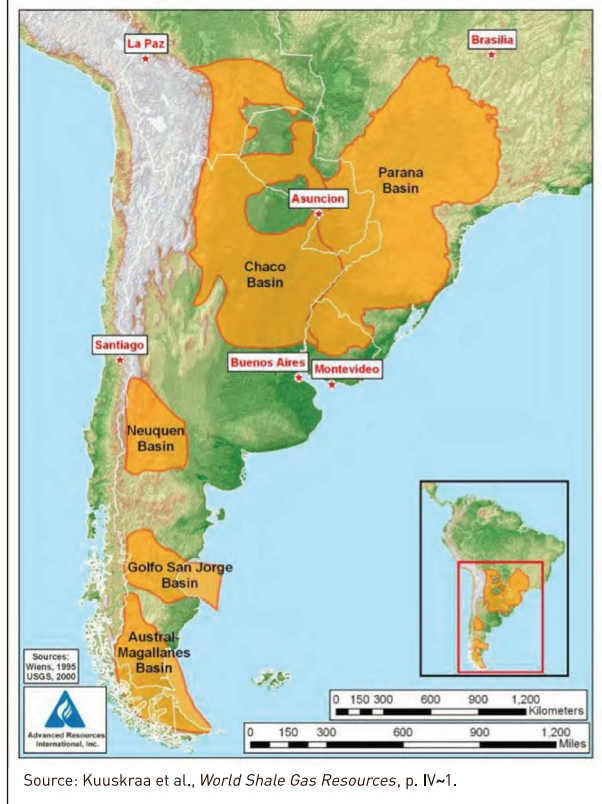 La Paz
Brasilia
Parana
Basin
Asuncion
Chaco
Basin
Santiago
Buenos Aires
Montevideo
Neuquen
Basin
Golfo San Jorge
Basin
Austral-
Magallanes
Basin
Sources:
Wiens, 1995
USGS, 2000
Advanced Resources
International, Inc.
0 150 300 600 900 1,200
Kilometers
0 150 300 600 900 1,200
Miles
Source: Kuuskraa et al., World Shale Gas Resources, p. IV~1.